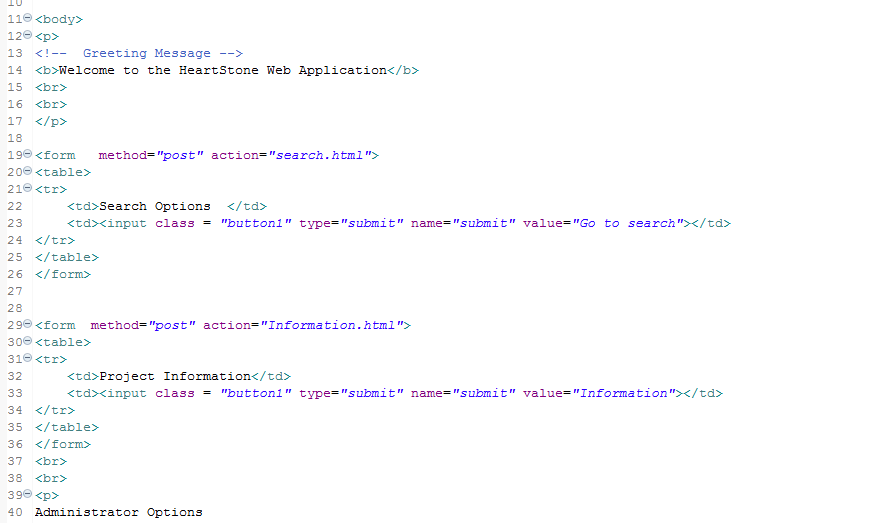 10
11 <body>
12 <p>
13 <!--  Greeting Message -->
14 <b>Welcome to the HeartStone Web Application</b>
15 <br>
16 <br>
17 </p>
18
19 <form   method="post" action="search.html">
20 <table>
21 <tr>
22     <td>Search Options  </td>
23     <td><input class = "button1" type="submit" name="submit" value="Go to search"></td>
24 </tr>
25 </table>
26 </form>
27
28
29 <form  method="post" action="Information.html">
30 <table>
31 <tr>
32     <td>Project Information</td>
33     <td><input class = "button1" type="submit" name="submit" value="Information"></td>
34 </tr>
35 </table>
36 </form>
37 <br>
38 <br>
39 <p>
40 Administrator Options